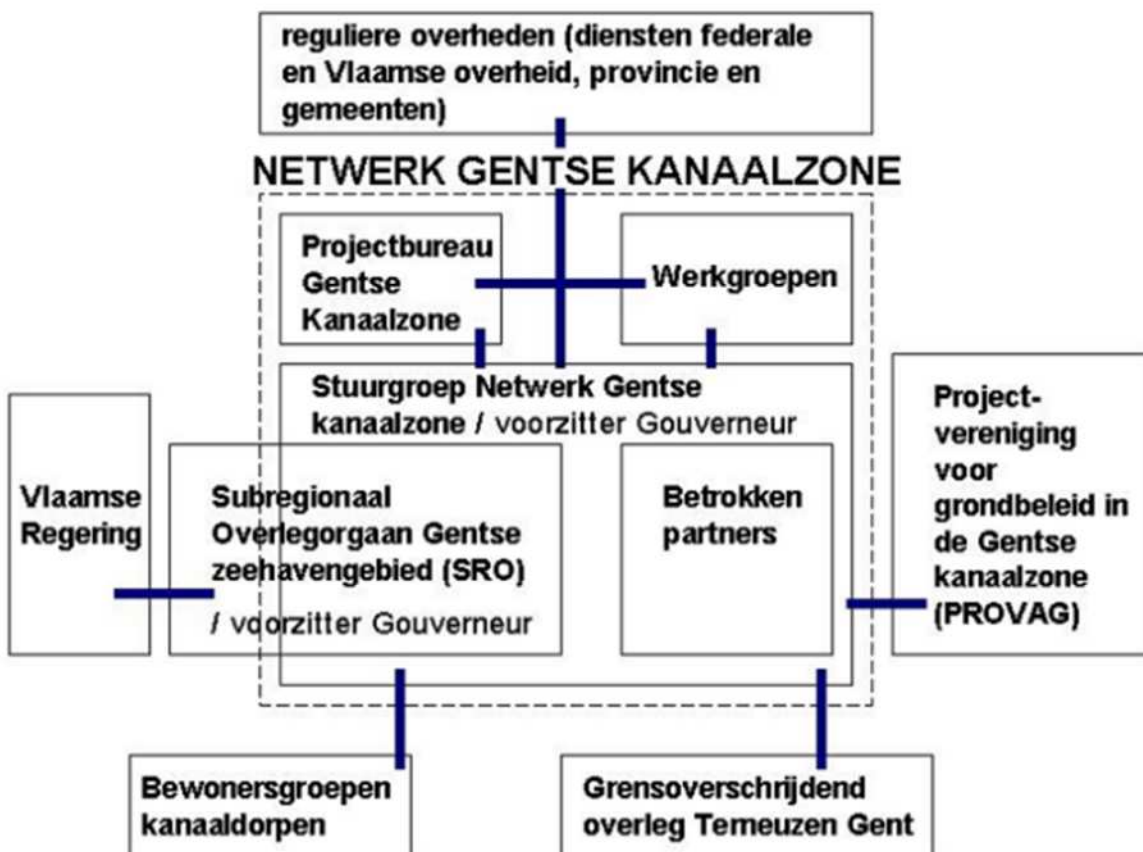 reguliere overheden (diensten federale
en Vlaamse overheid, provincie en
gemeenten)
NETWERK GENTSE KANAALZONE
Projectbureau
Gentse
Kanaalzone
Werkgroepen
Stuurgroep Netwerk Gentse
kanaalzone / voorzitter Gouverneur
Vlaamse
Regering
Subregionaal
Overlegorgaan Gentse
zeehavengebied (SRO)
/ voorzitter Gouverneur
Betrokken
partners
Project-
vereniging
voor
grondbeleid in
de Gentse
kanaalzone
(PROVAG)
Bewonersgroepen
kanaaldorpen
Grensoverschrijdend
overleg Terneuzen Gent